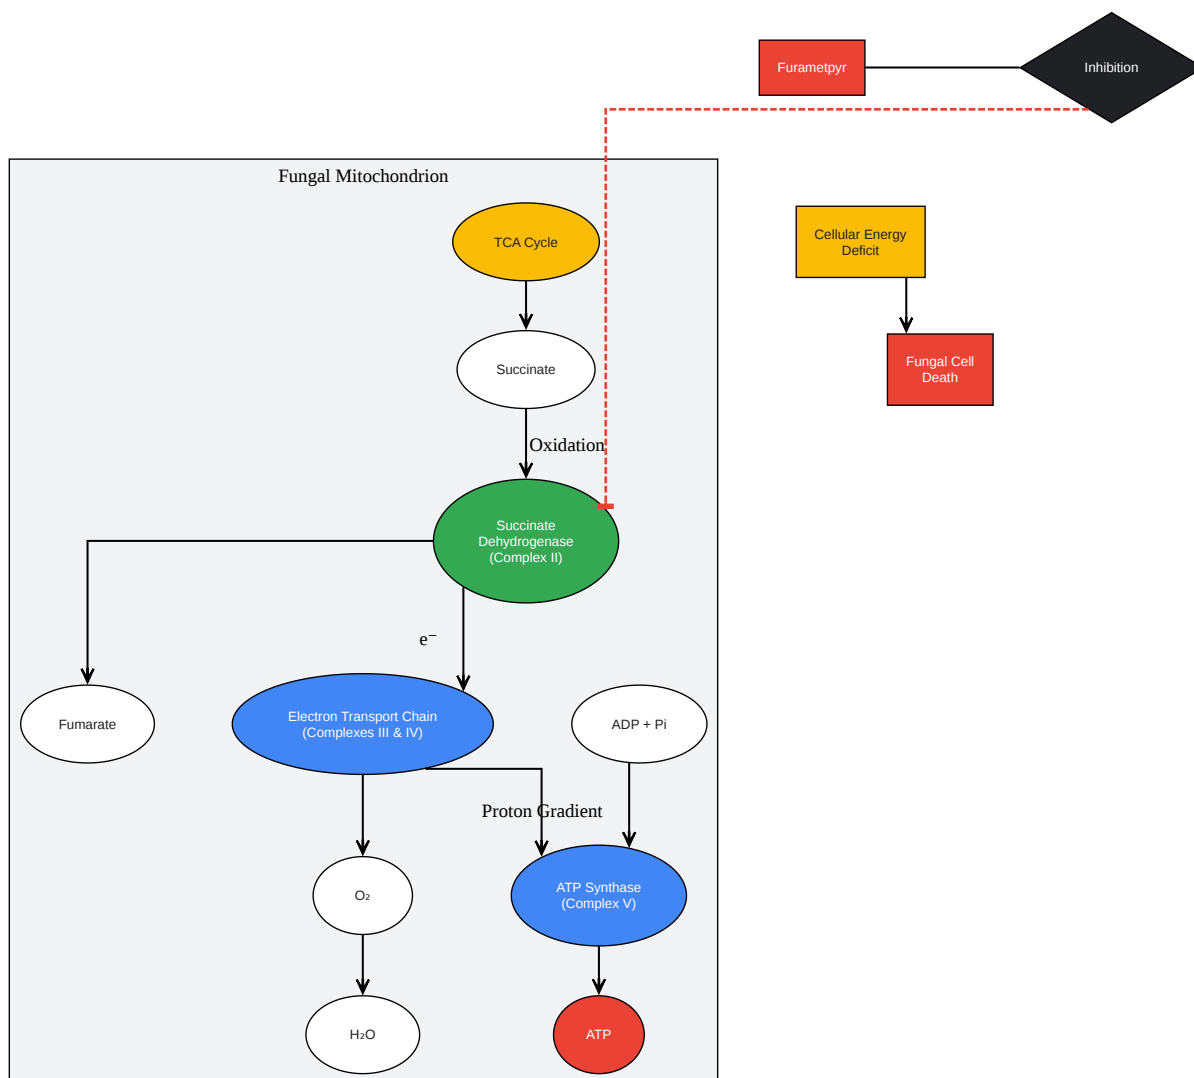 Furametpyr
Inhibition
Fungal Mitochondrion
TCA Cycle
Cellular Energy
Deficit
Succinate
Fungal Cell
Death
Oxidation
Succinate
Dehydrogenase
(Complex II)
e⁻
Fumarate
Electron Transport Chain
(Complexes III & IV)
ADP + Pi
Proton Gradient
O₂
ATP Synthase
(Complex V)
H₂O
ATP